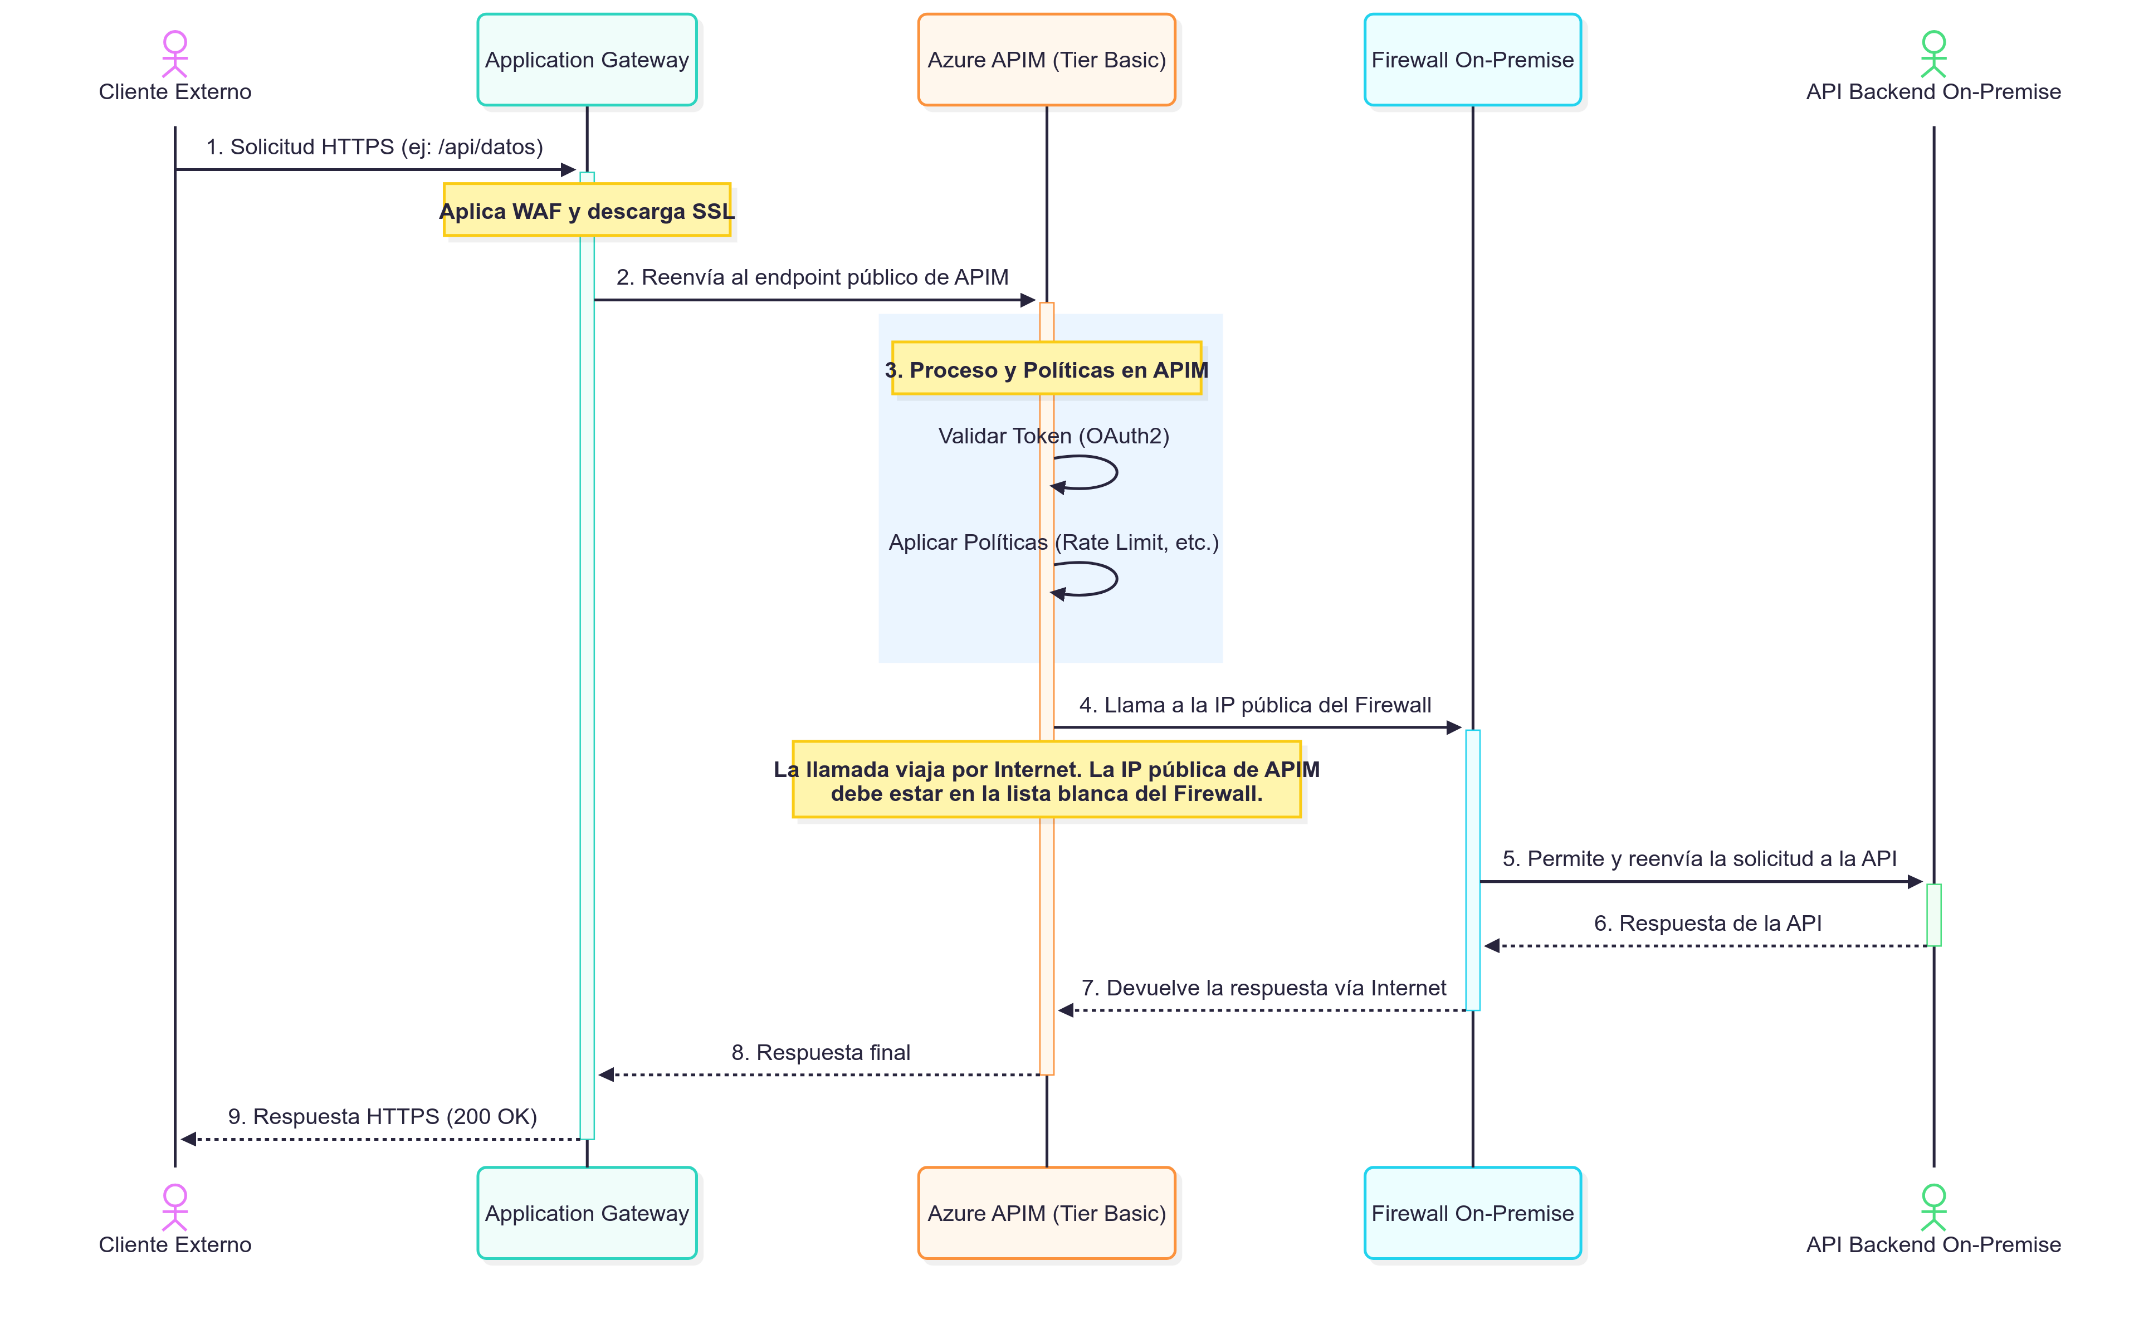 Cliente Externo
Application Gateway
Azure APIM (Tier Basic)
Firewall On-Premise
API Backend On-Premise
1. Solicitud HTTPS (ej: /api/datos)
Aplica WAF y descarga SSL
2. Reenvía al endpoint público de APIM
3. Proceso y Políticas en APIM
Validar Token (OAuth2)
Aplicar Políticas (Rate Limit, etc.)
4. Llama a la IP pública del Firewall
La llamada viaja por Internet. La IP pública de APIM
debe estar en la lista blanca del Firewall.
5. Permite y reenvía la solicitud a la API
6. Respuesta de la API
7. Devuelve la respuesta vía Internet
8. Respuesta final
9. Respuesta HTTPS (200 OK)
Cliente Externo
Application Gateway
Azure APIM (Tier Basic)
Firewall On-Premise
API Backend On-Premise